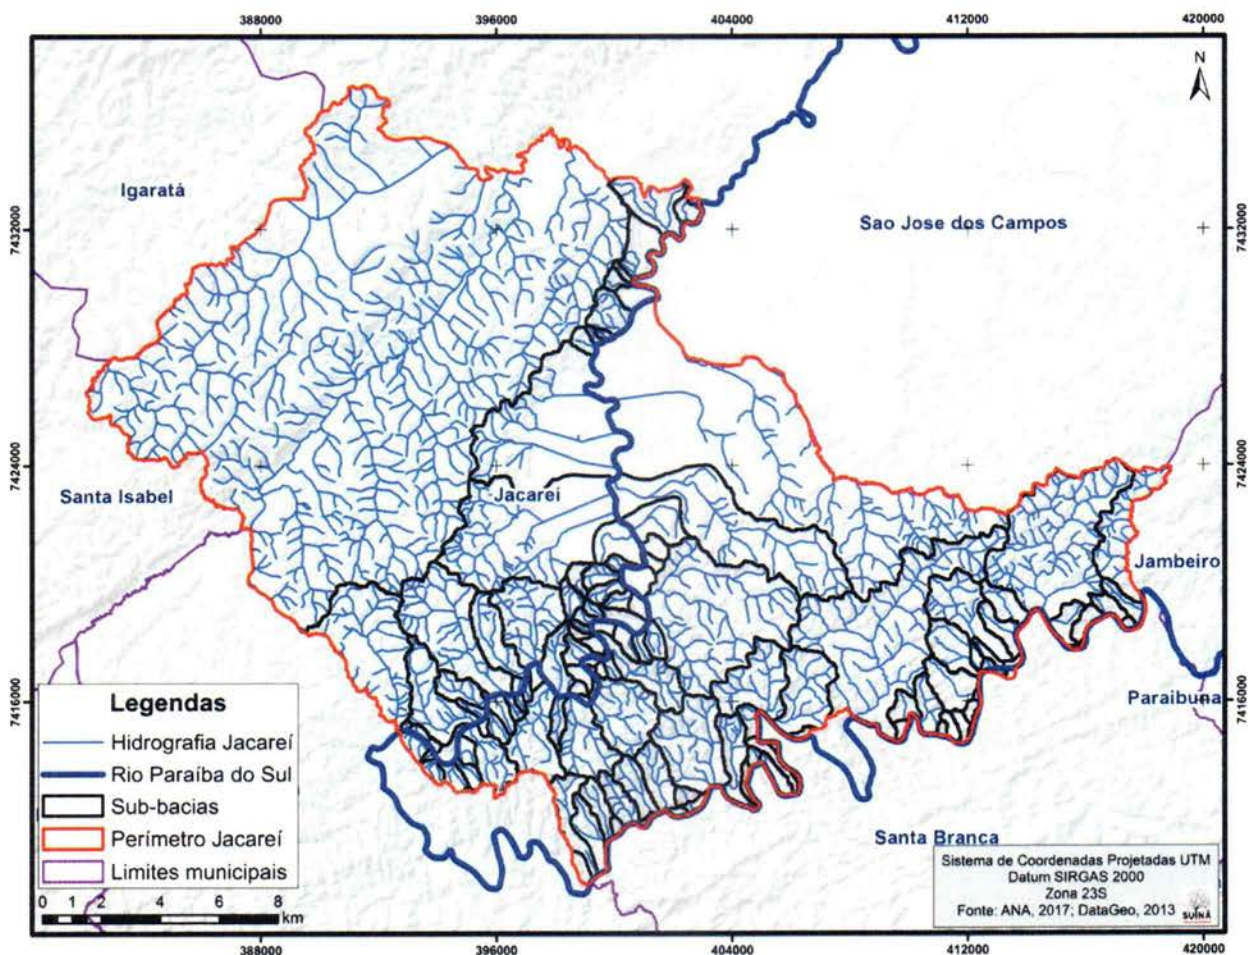 388000
396000
404000
412000
420000
N
Igaratá
Sao Jose dos Campos
7432000
7432000
7424000
7424000
Santa Isabel
Jacareí
Jambeiro
7416000
7416000
Paraibuna
Legendas
Hidrografia Jacareí
Rio Paraíba do Sul
Sub-bacias
Perímetro Jacareí
Limites municipais
0 1 2 4 6 8
km
Santa Branca
Sistema de Coordenadas Projetadas UTM
Datum SIRGAS 2000
Zona 23S
Fonte: ANA, 2017; DataGeo, 2013
SUINÃ
388000
396000
404000
412000
420000